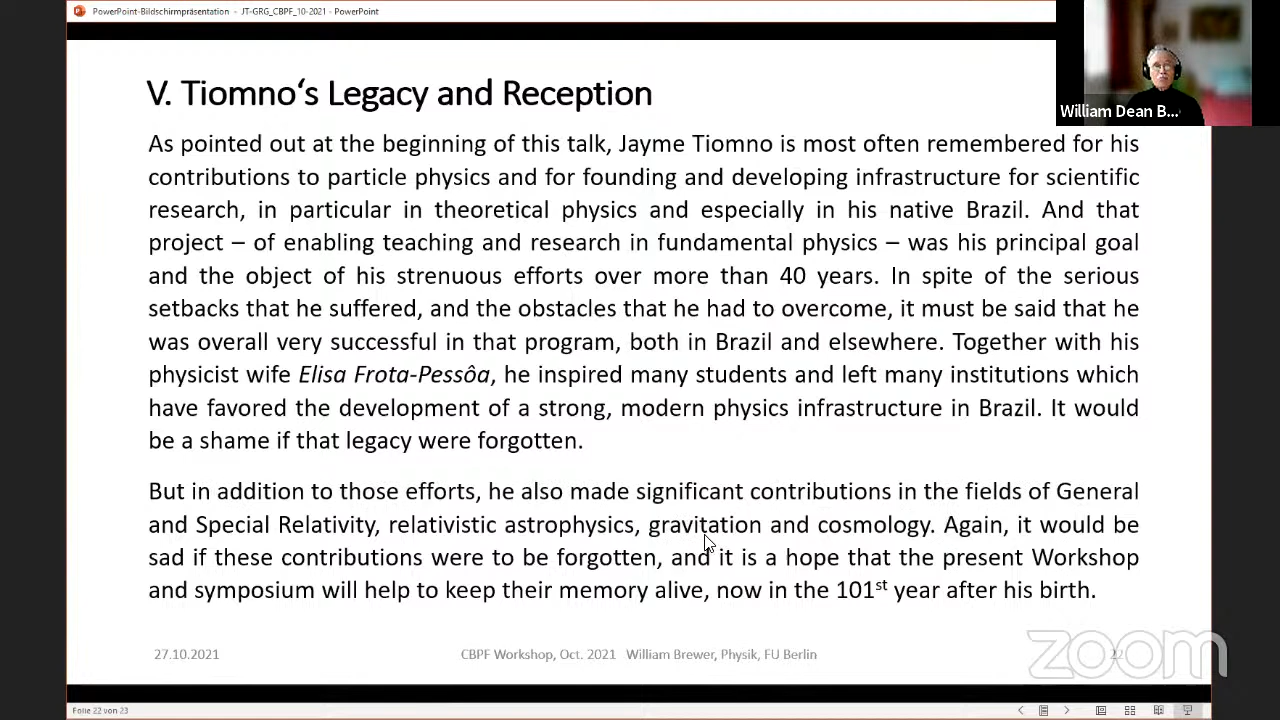 PowerPoint-Bildschirmpräsentation - JT-GRG_CBPF_10-2021 - PowerPoint
William Dean B...
V. Tiomno‘s Legacy and Reception
As pointed out at the beginning of this talk, Jayme Tiomno is most often remembered for his
contributions to particle physics and for founding and developing infrastructure for scientific
research, in particular in theoretical physics and especially in his native Brazil. And that
project – of enabling teaching and research in fundamental physics – was his principal goal
and the object of his strenuous efforts over more than 40 years. In spite of the serious
setbacks that he suffered, and the obstacles that he had to overcome, it must be said that he
was overall very successful in that program, both in Brazil and elsewhere. Together with his
physicist wife Elisa Frota-Pessôa, he inspired many students and left many institutions which
have favored the development of a strong, modern physics infrastructure in Brazil. It would
be a shame if that legacy were forgotten.
But in addition to those efforts, he also made significant contributions in the fields of General
and Special Relativity, relativistic astrophysics, gravitation and cosmology. Again, it would be
sad if these contributions were to be forgotten, and it is a hope that the present Workshop
and symposium will help to keep their memory alive, now in the 101st year after his birth.
27.10.2021
CBPF Workshop, Oct. 2021 William Brewer, Physik, FU Berlin
22
zoom
Folie 22 von 23